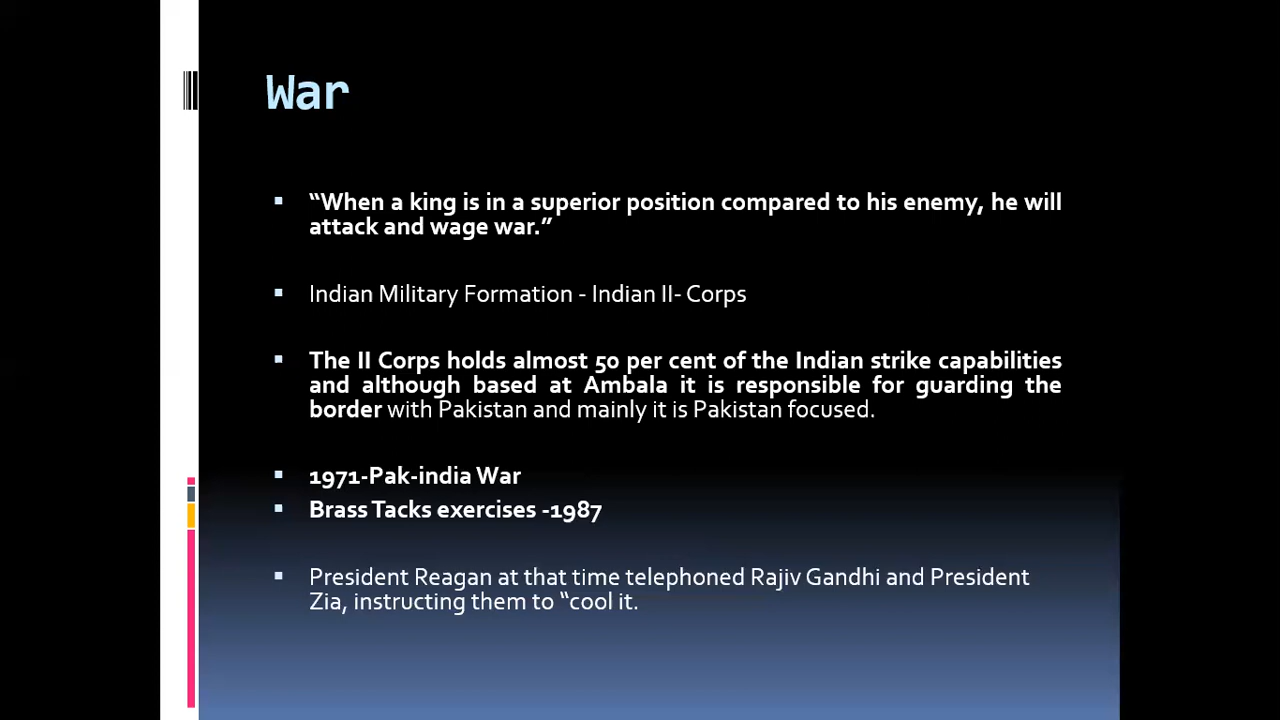 War
“When a king is in a superior position compared to his enemy, he will
attack and wage war.”
Indian Military Formation - Indian II- Corps
The II Corps holds almost 50 per cent of the Indian strike capabilities
and although based at Ambala it is responsible for guarding the
border with Pakistan and mainly it is Pakistan focused.
1971-Pak-india War
Brass Tacks exercises -1987
President Reagan at that time telephoned Rajiv Gandhi and President
Zia, instructing them to “cool it.